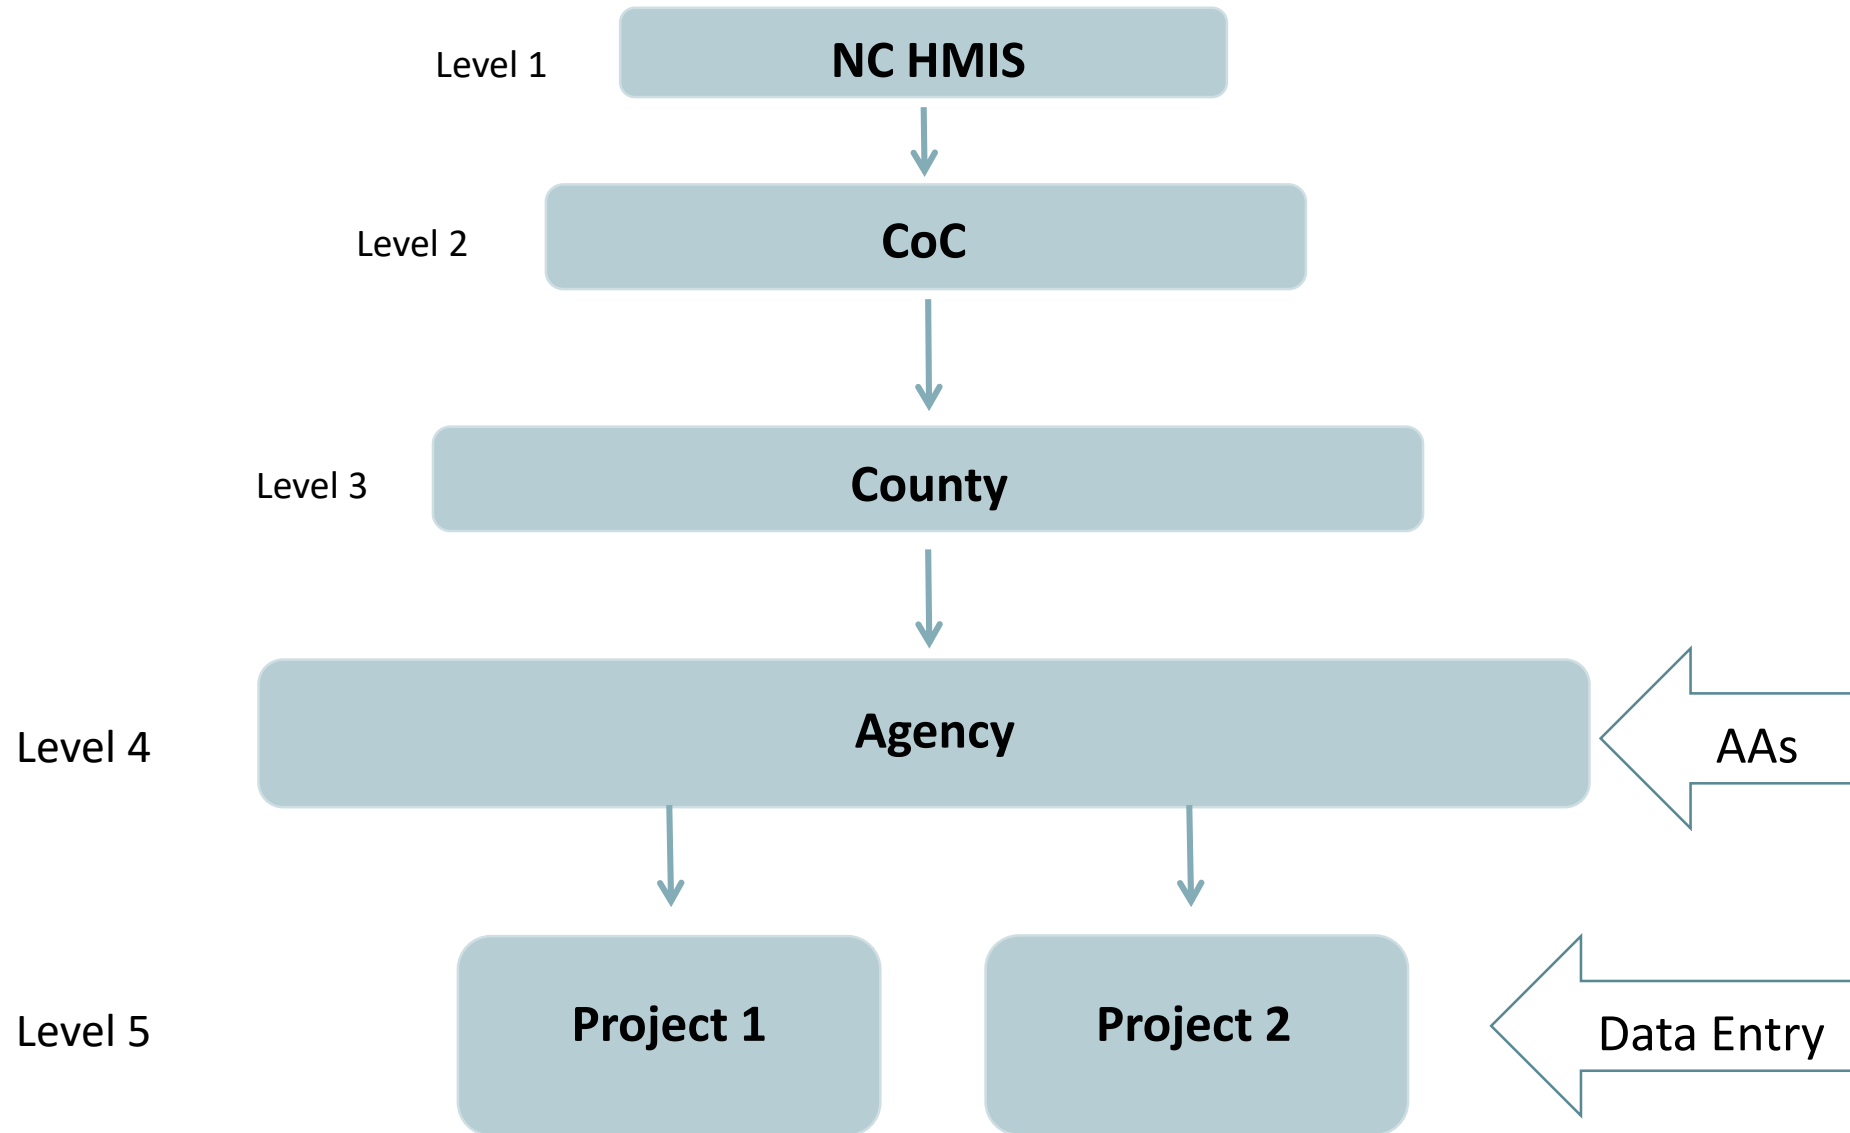 Level 1
NC HMIS
Level 2
CoC
Level 3
County
Level 4
Agency
AAs
Level 5
Project 1
Project 2
Data Entry